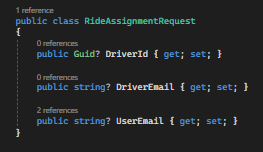 1 reference
public class RideAssignmentRequest
{
0 references
public Guid? DriverId { get; set; }
0 references
public string? DriverEmail { get; set; }
2 references
public string? UserEmail { get; set; }
}